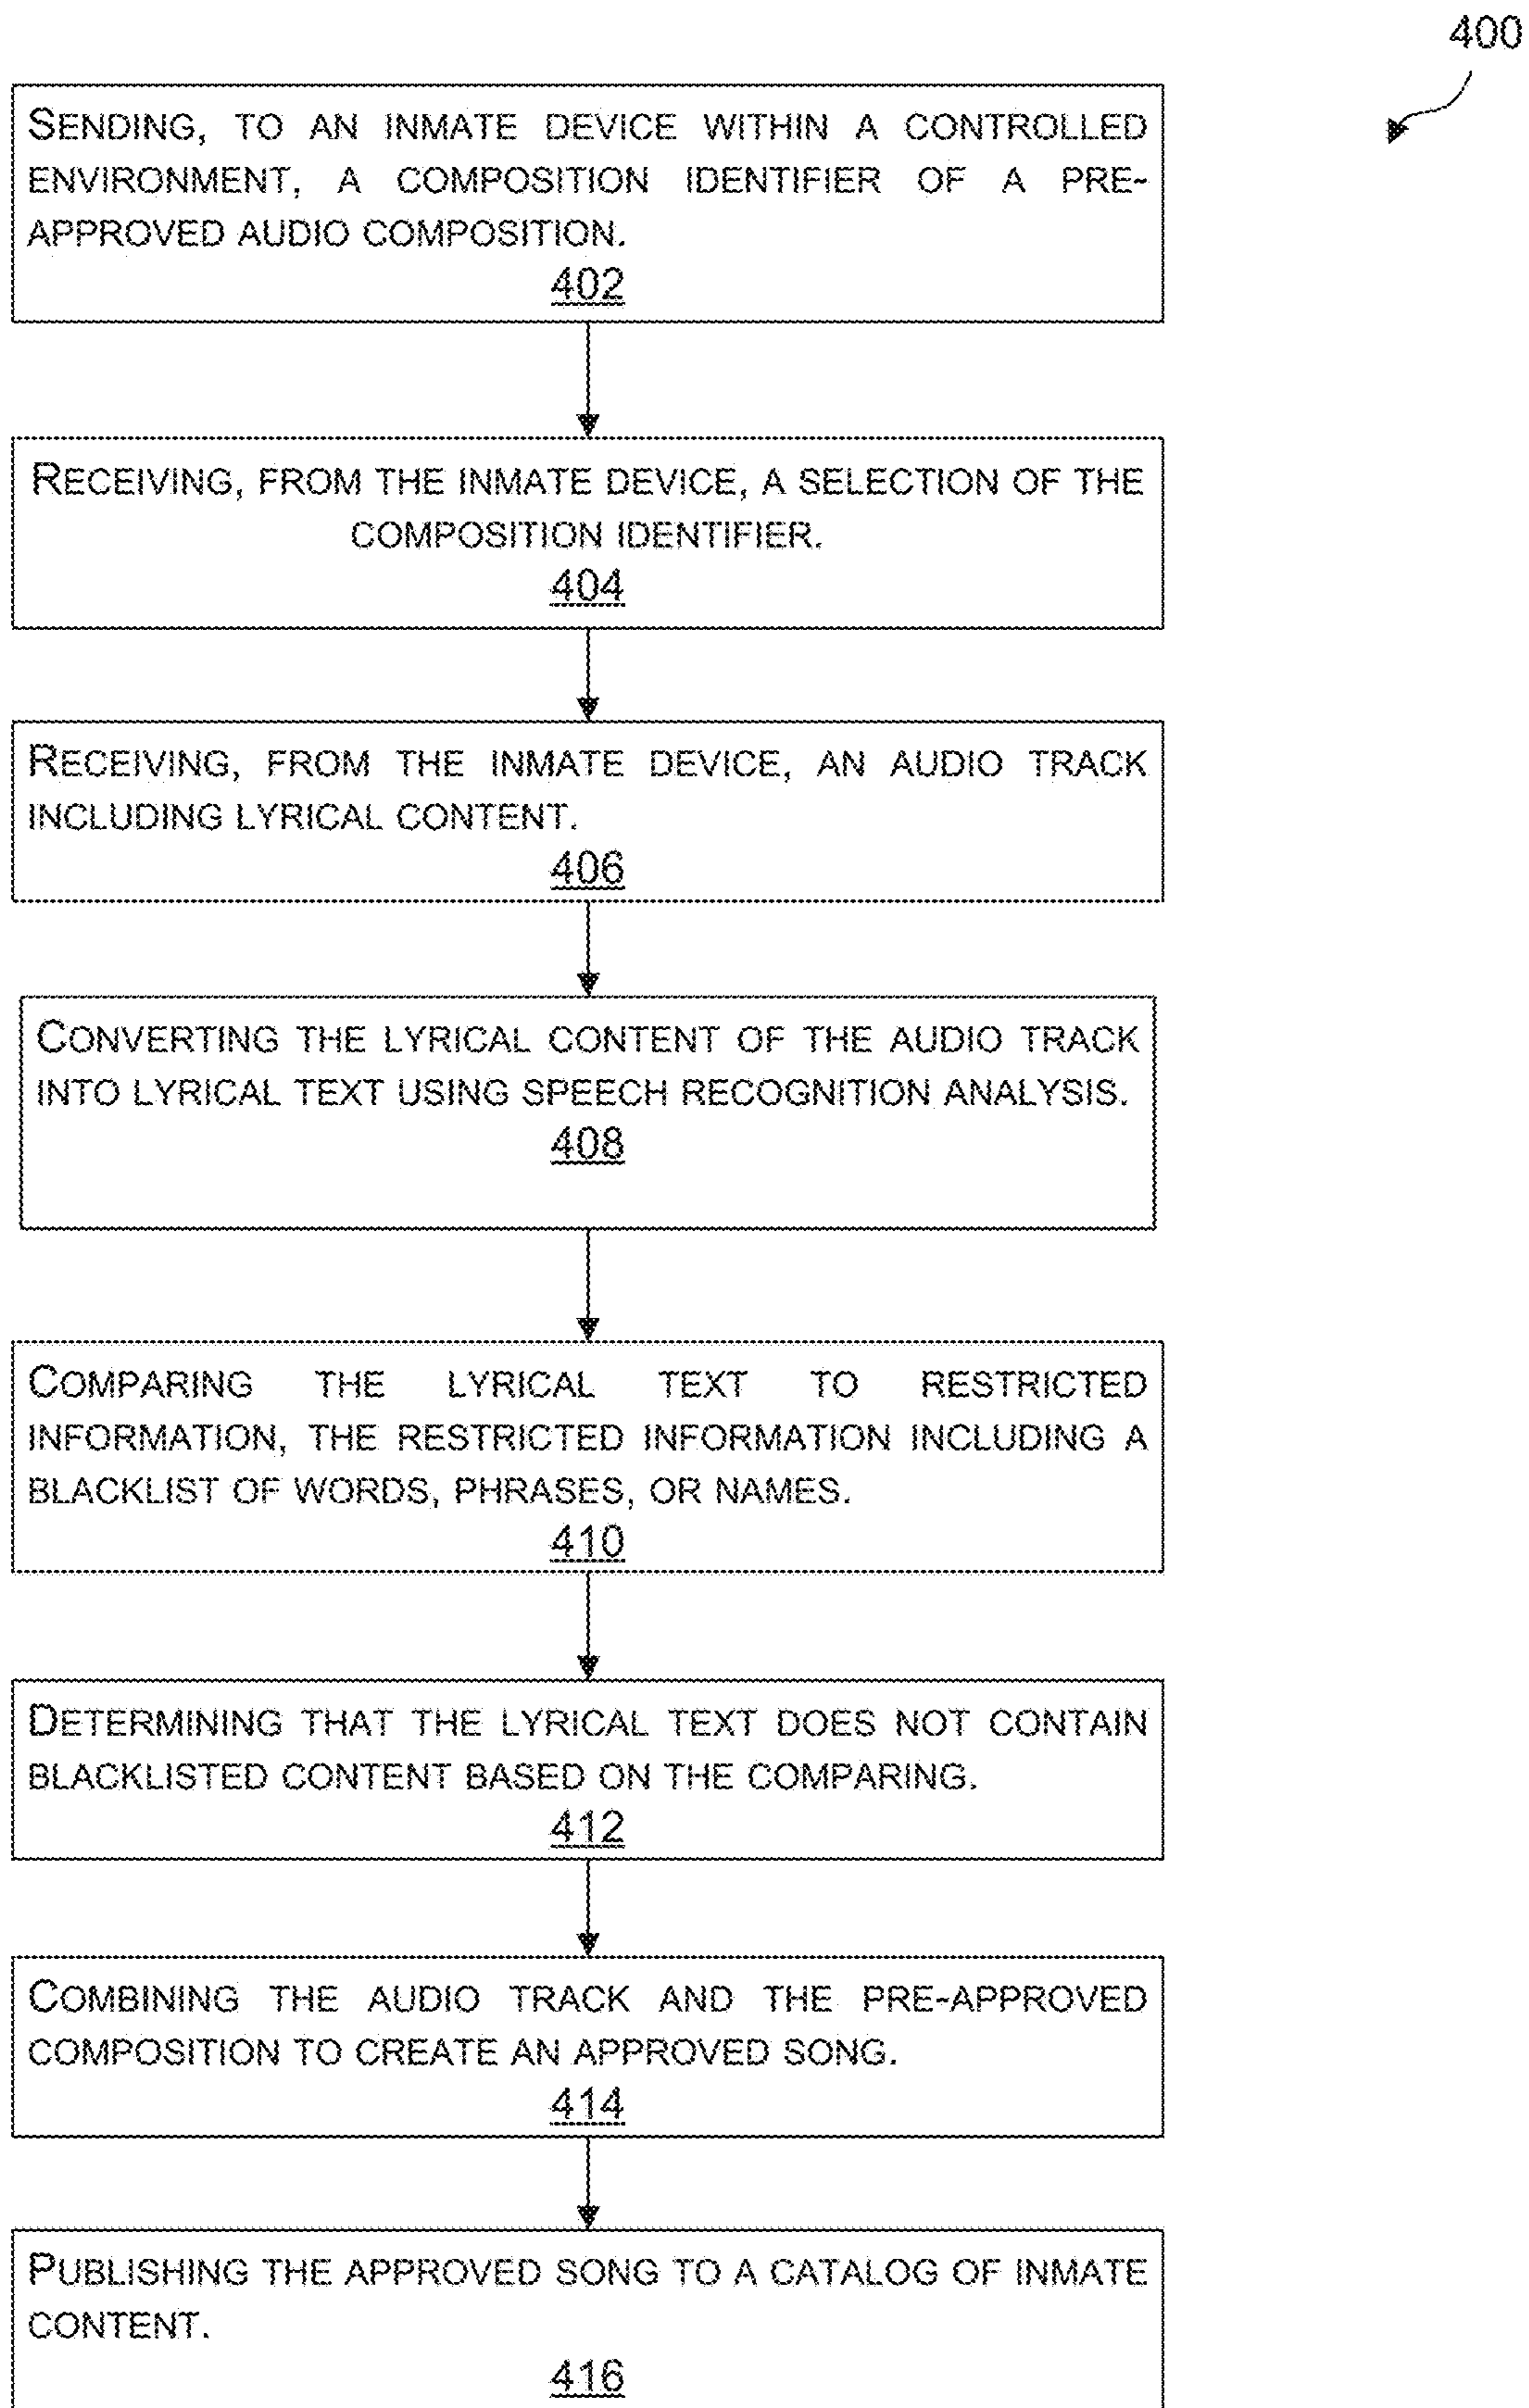 400
SENDING, TO AN INMATE DEVICE WITHIN A CONTROLLED
ENVIRONMENT, A COMPOSITION IDENTIFIER OF A PRE-
APPROVED AUDIO COMPOSITION.
402
RECEIVING, FROM THE INMATE DEVICE, A SELECTION OF THE
COMPOSITION IDENTIFIER.
404
RECEIVING, FROM THE INMATE DEVICE, AN AUDIO TRACK
INCLUDING LYRICAL CONTENT.
406
CONVERTING THE LYRICAL CONTENT OF THE AUDIO TRACK
INTO LYRICAL TEXT USING SPEECH RECOGNITION ANALYSIS.
408
COMPARING THE LYRICAL TEXT TO RESTRICTED
INFORMATION, THE RESTRICTED INFORMATION INCLUDING A
BLACKLIST OF WORDS, PHRASES, OR NAMES.
410
DETERMINING THAT THE LYRICAL TEXT DOES NOT CONTAIN
BLACKLISTED CONTENT BASED ON THE COMPARING.
412
COMBINING THE AUDIO TRACK AND THE PRE-APPROVED
COMPOSITION TO CREATE AN APPROVED SONG.
414
PUBLISHING THE APPROVED SONG TO A CATALOG OF INMATE
CONTENT.
416